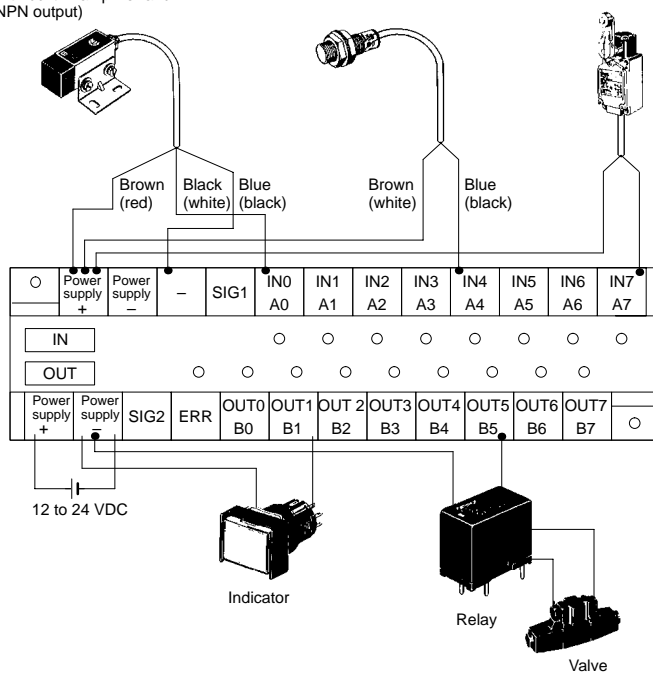 NPN output)
Brown
(red)
Black
(white)
Blue
(black)
Brown
(white)
Blue
(black)
Power
supply
+
Power
supply
–
–
SIG1
IN0
A0
IN1
A1
IN2
A2
IN3
A3
IN4
A4
IN5
A5
IN6
A6
IN7
A7
IN
OUT
Power
supply
+
Power
supply
–
SIG2
ERR
OUT0
B0
OUT1
B1
OUT 2
B2
OUT3
B3
OUT4
B4
OUT5
B5
OUT6
B6
OUT7
B7
12 to 24 VDC
Indicator
Relay
Valve